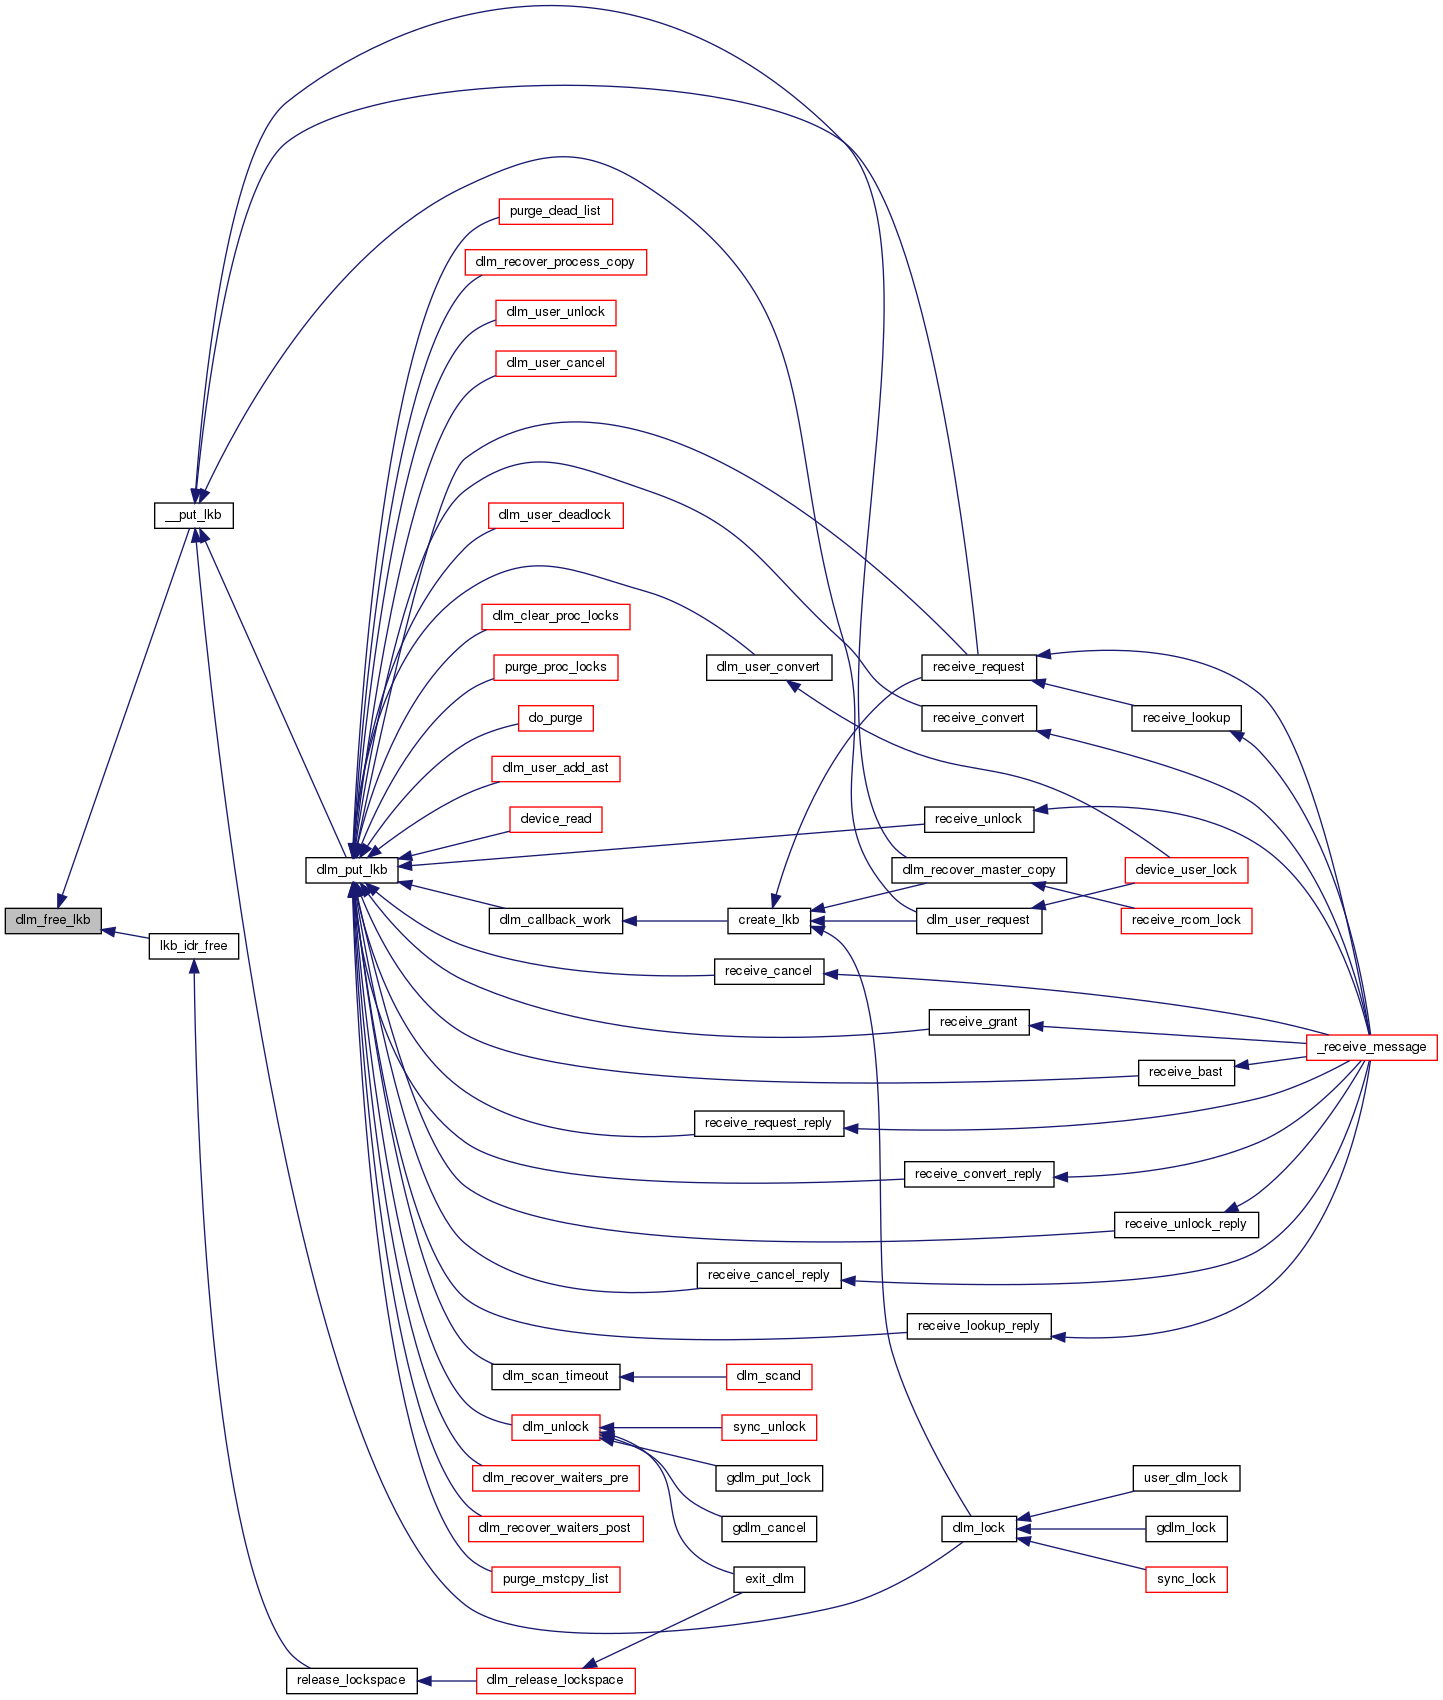 purge_dead_list
dlm_recover_process_copy
dlm_user_unlock
dlm_user_cancel
__put_lkb
dlm_user_deadlock
dlm_clear_proc_locks
purge_proc_locks
dlm_user_convert
receive_request
do_purge
receive_convert
receive_lookup
dlm_user_add_ast
device_read
receive_unlock
dlm_put_lkb
dlm_recover_master_copy
device_user_lock
dlm_free_lkb
dlm_callback_work
create_lkb
dlm_user_request
receive_rcom_lock
lkb_idr_free
receive_cancel
receive_grant
_receive_message
receive_bast
receive_request_reply
receive_convert_reply
receive_unlock_reply
receive_cancel_reply
receive_lookup_reply
dlm_scan_timeout
dlm_scand
dlm_unlock
sync_unlock
dlm_recover_waiters_pre
gdlm_put_lock
user_dlm_lock
dlm_recover_waiters_post
gdlm_cancel
dlm_lock
gdlm_lock
purge_mstcpy_list
exit_dlm
sync_lock
release_lockspace
dlm_release_lockspace